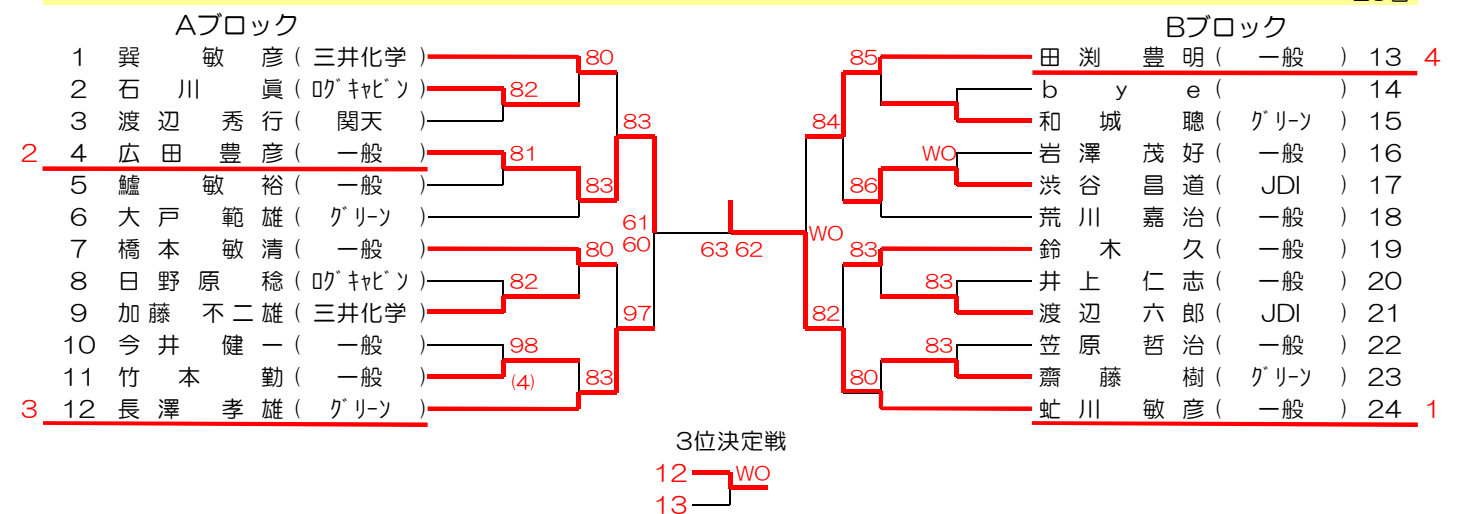 Aブロック
1 巽 敏彦(三井化学) 80
2 石川 眞(ログキャビン) 82
3 渡辺 秀行(関天) 83
2 4 広田 豊彦(一般) 81
5 鱸 敏裕(一般) 83
6 大戸 範雄(グリーン) 61
7 橋本 敏清(一般) 80 60
8 日野原 稔(ログキャビン) 82
9 加藤 不二雄(三井化学) 97
10 今井 健一(一般) 98
11 竹本 勤(一般) (4) 83
3 12 長澤 孝雄(グリーン)
63 62
Bブロック
85 田渕 豊明(一般) 13 4
bye( ) 14
84 和城 聰(グリーン) 15
WO 岩澤 茂好(一般) 16
86 渋谷 昌道(JDI) 17
WO 荒川 嘉治(一般) 18
83 鈴木 久(一般) 19
83 井上 仁志(一般) 20
82 渡辺 六郎(JDI) 21
83 笠原 哲治(一般) 22
80 齋藤 樹(グリーン) 23
虻川 敏彦(一般) 24 1
3位決定戦
12 WO
13